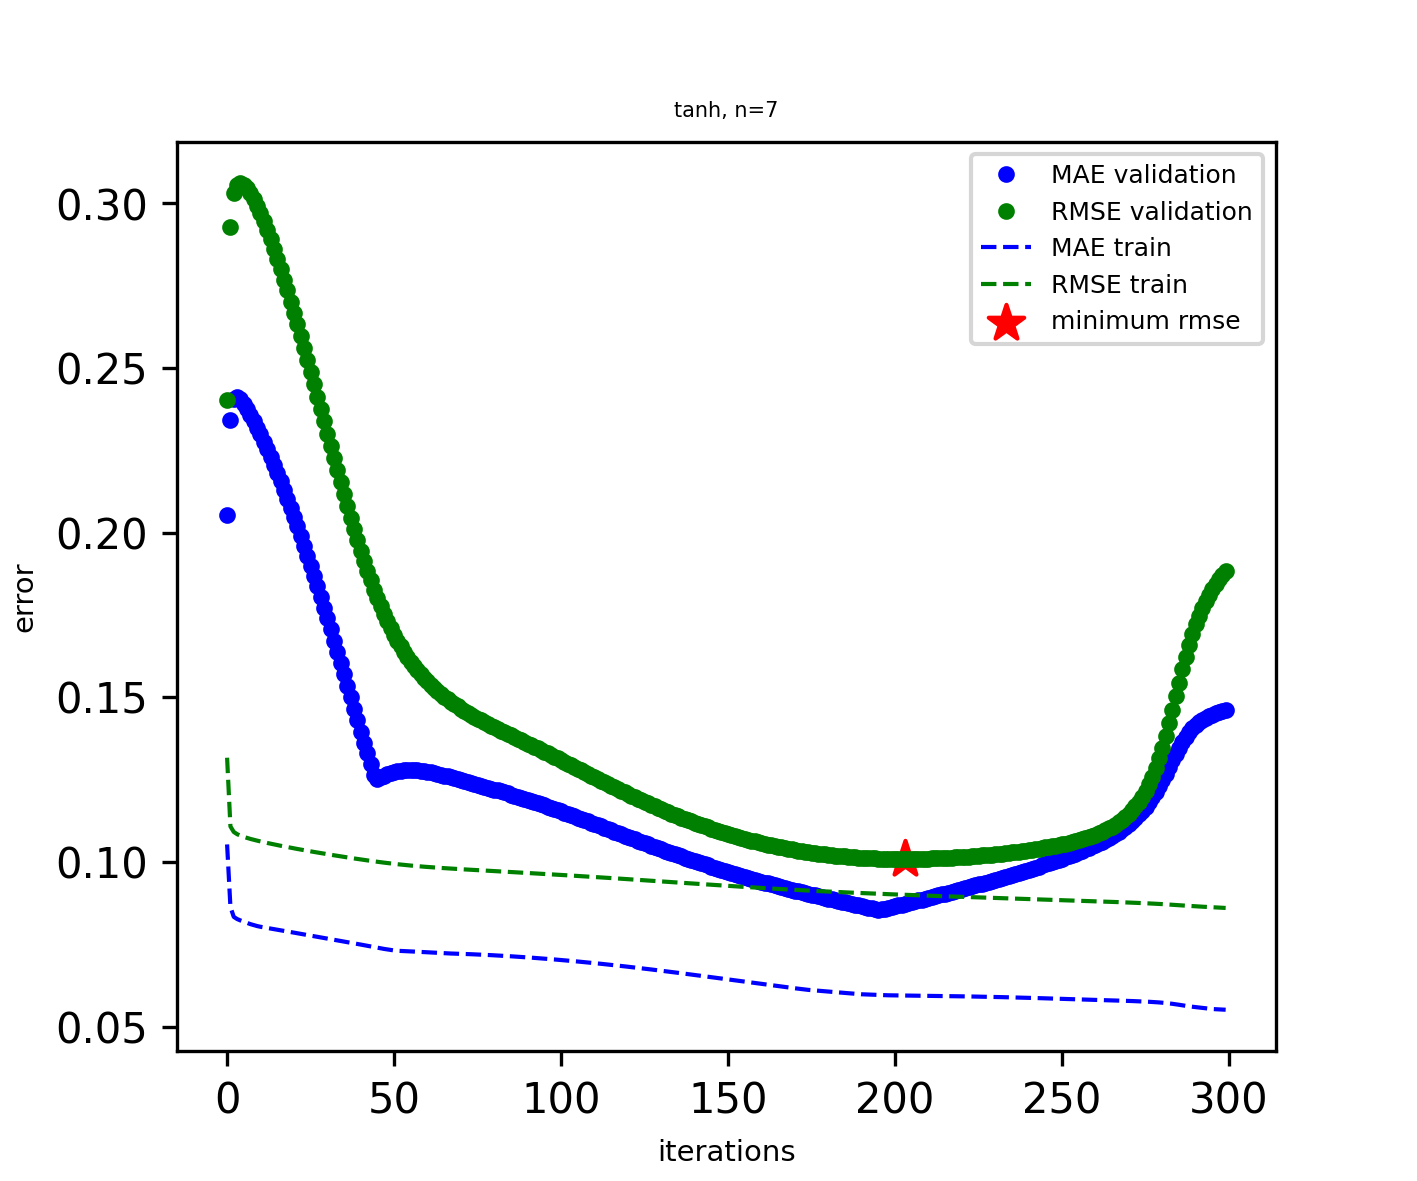 tanh, n=7
MAE validation
RMSE validation
MAE train
RMSE train
minimum rmse
error
0.30
0.25
0.20
0.15
0.10
0.05
0 50 100 150 200 250 300
iterations